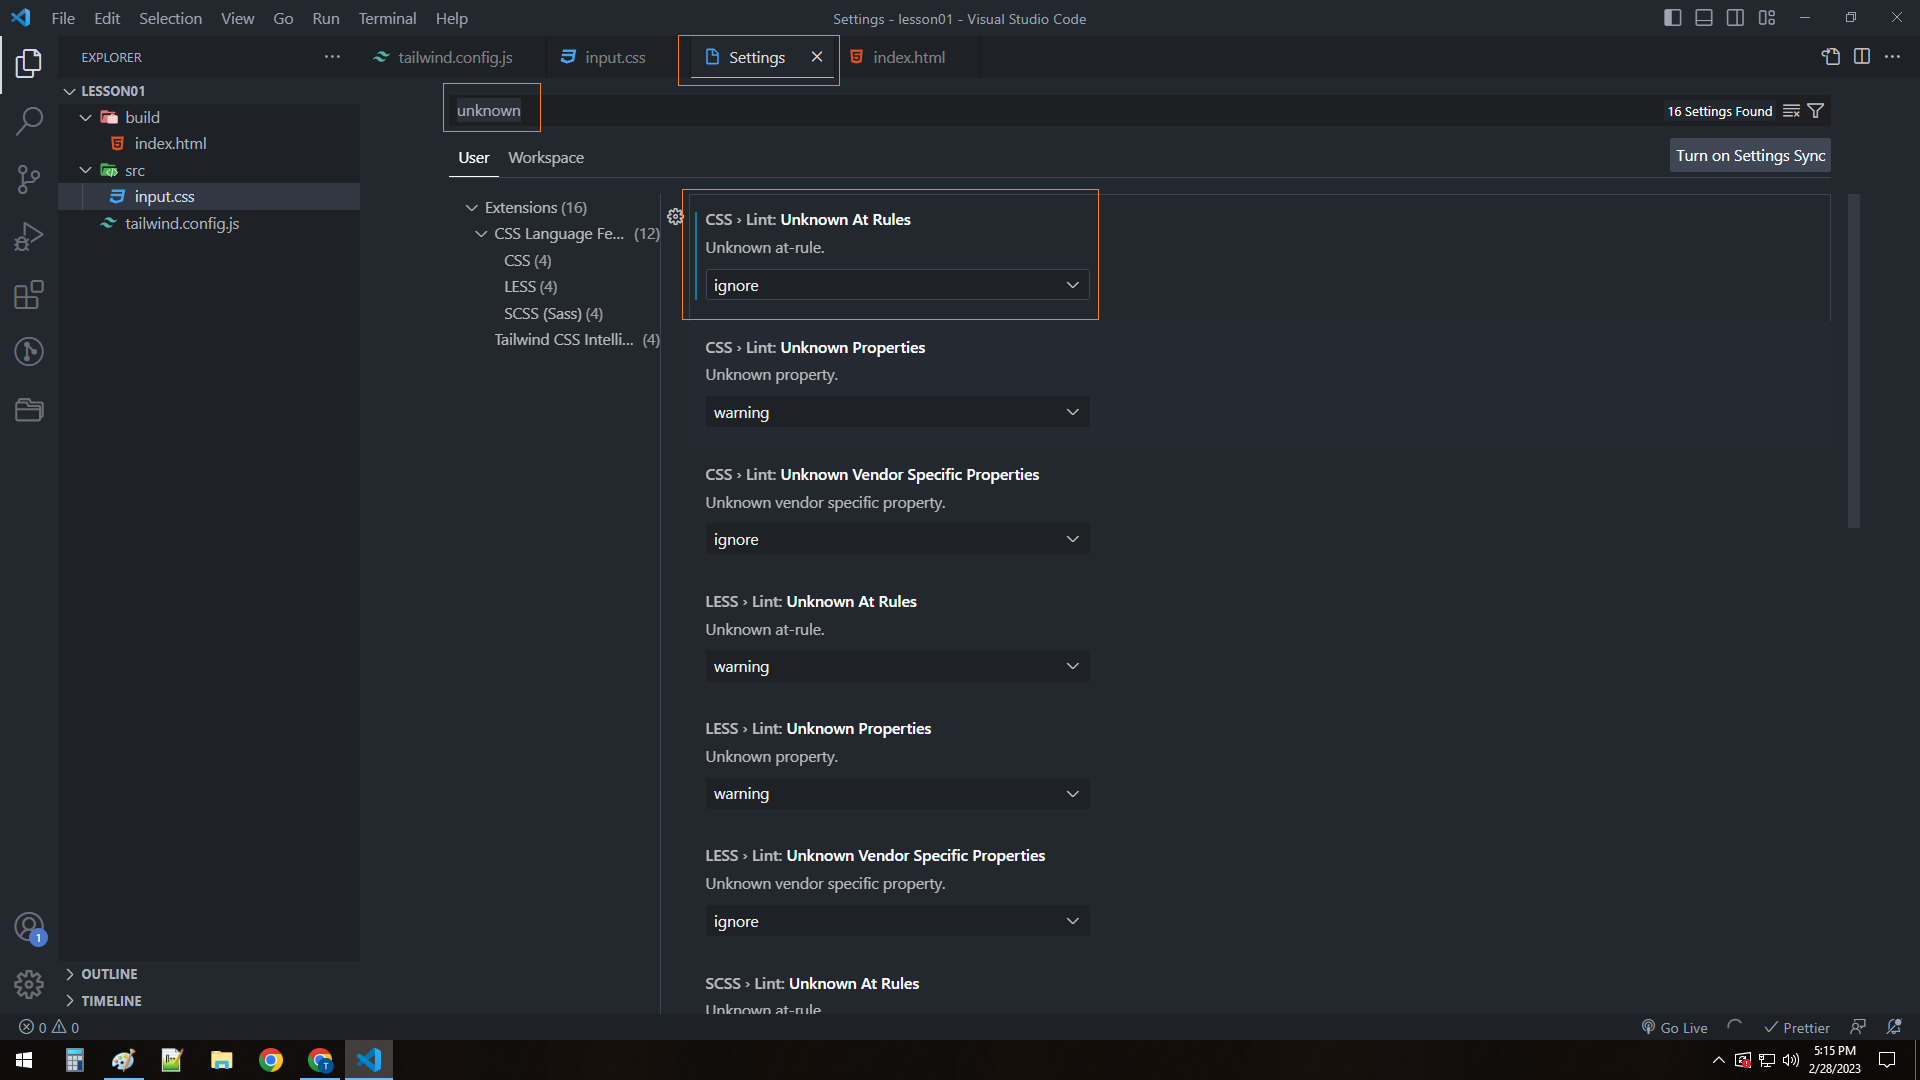 File Edit Selection View Go Run Terminal Help
Settings - lesson01 - Visual Studio Code
EXPLORER
tailwind.config.js
input.css
Settings
index.html
LESSON01
build
index.html
src
input.css
tailwind.config.js
unknown
16 Settings Found
User Workspace
Turn on Settings Sync
Extensions (16)
CSS Language Fe... (12)
CSS (4)
LESS (4)
SCSS (Sass) (4)
Tailwind CSS Intelli... (4)
CSS › Lint: Unknown At Rules
Unknown at-rule.
ignore
CSS › Lint: Unknown Properties
Unknown property.
warning
CSS › Lint: Unknown Vendor Specific Properties
Unknown vendor specific property.
ignore
LESS › Lint: Unknown At Rules
Unknown at-rule.
warning
LESS › Lint: Unknown Properties
Unknown property.
warning
LESS › Lint: Unknown Vendor Specific Properties
Unknown vendor specific property.
ignore
SCSS › Lint: Unknown At Rules
Unknown at-rule
1
OUTLINE
TIMELINE
0 0
Go Live
Prettier
T
5:15 PM
2/28/2023